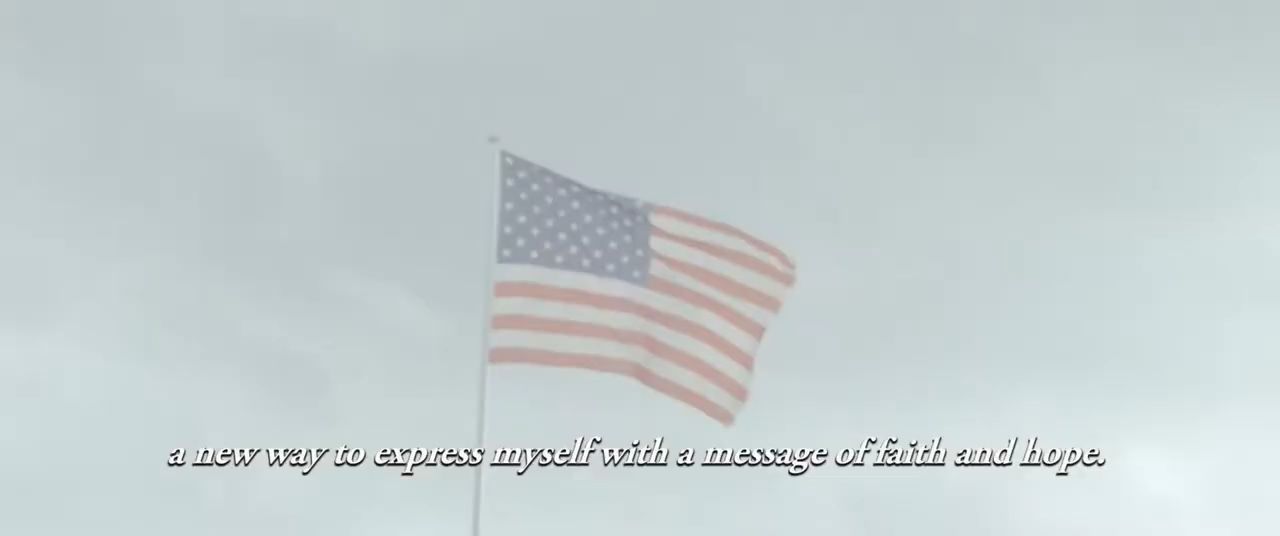 a new way to express myself with a message of faith and hope.